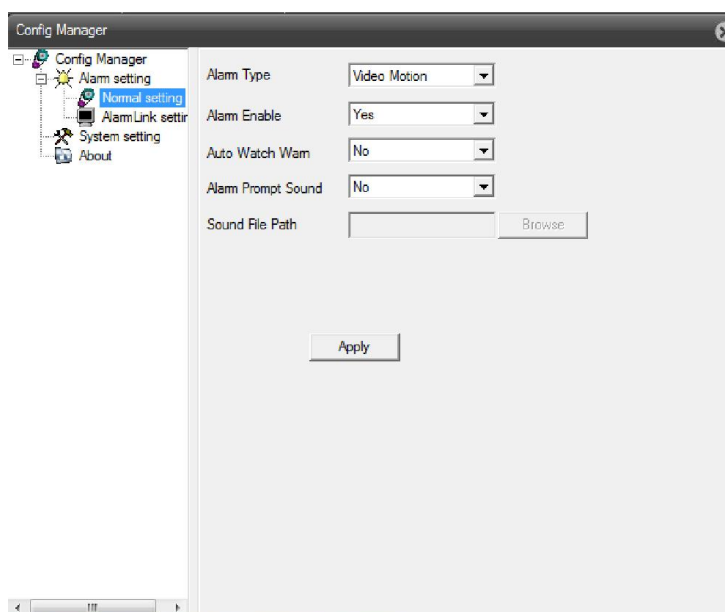 Config Manager
Config Manager
Alarm setting
Normal setting
AlarmLink settir
System setting
About
Alarm Type
Video Motion
Alarm Enable
Yes
Auto Watch Warn
No
Alarm Prompt Sound
No
Sound File Path
Browse
Apply